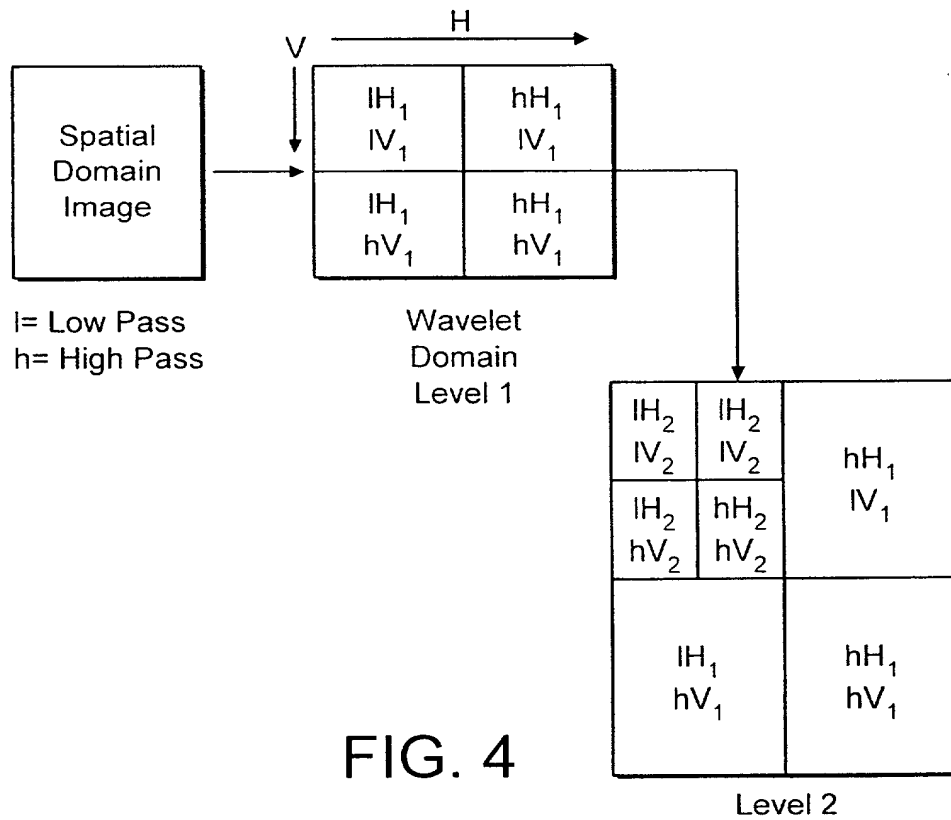 H
V
Spatial
Domain
Image
lH₁
lV₁
hH₁
lV₁
lH₁
hV₁
hH₁
hV₁
l= Low Pass
h= High Pass
Wavelet
Domain
Level 1
lH₂
lV₂
lH₂
lV₂
hH₁
lV₁
lH₂
hV₂
hH₂
hV₂
lH₁
hV₁
hH₁
hV₁
FIG. 4
Level 2